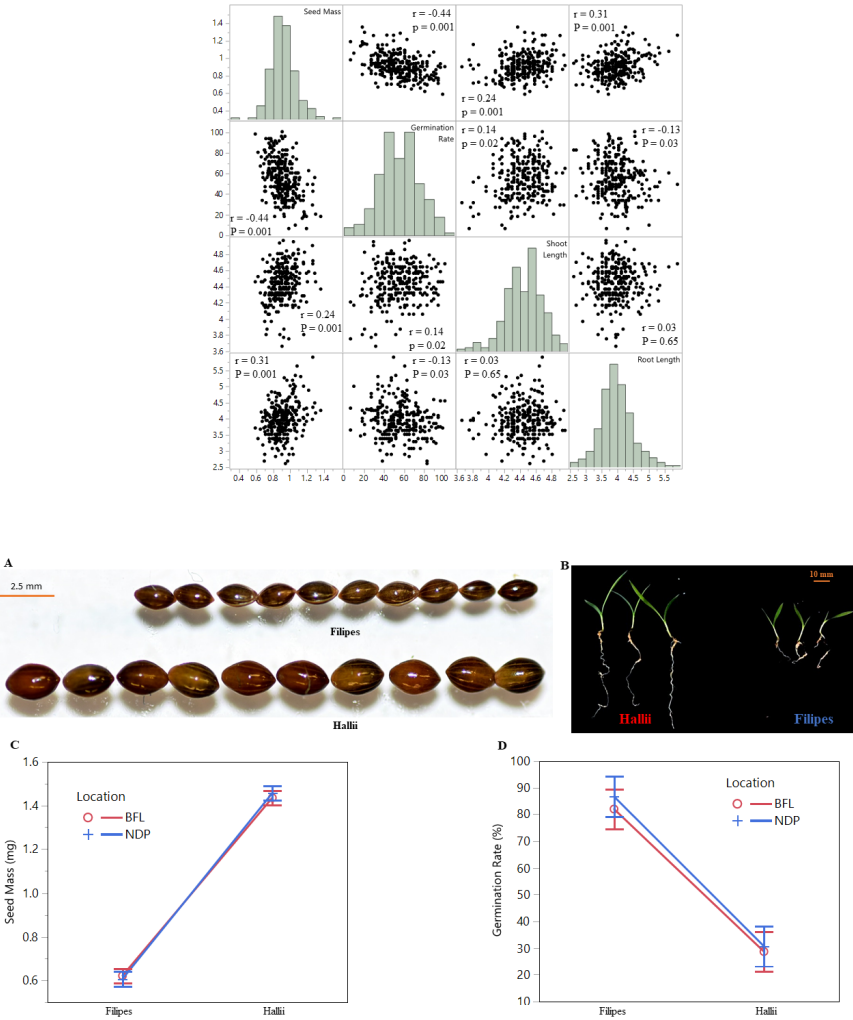 Seed Mass
r = -0.44
p = 0.001
r = 0.31
P = 0.001
r = 0.24
p = 0.001
1.4
1.2
1
0.8
0.6
0.4
Germination
Rate
r = 0.14
p = 0.02
r = -0.13
P = 0.03
r = -0.44
P = 0.001
100
80
60
40
20
0
Shoot
Length
r = 0.24
P = 0.001
r = 0.14
p = 0.02
r = 0.03
P = 0.65
4.8
4.6
4.4
4.2
4
3.8
3.6
r = 0.31
P = 0.001
r = -0.13
P = 0.03
r = 0.03
P = 0.65
Root Length
5.5
5
4.5
4
3.5
3
2.5
0.4 0.6 0.8 1 1.2 1.4
0 20 40 60 80 100
3.6 3.8 4 4.2 4.4 4.6 4.8
2.5 3 3.5 4 4.5 5 5.5
A
2.5 mm
Filipes
Hallii
B
10 mm
Hallii
Filipes
C
Seed Mass (mg)
1.6
1.4
1.2
1.0
0.8
0.6
Location
BFL
NDP
Filipes
Hallii
D
Germination Rate (%)
100
90
80
70
60
50
40
30
20
10
Location
BFL
NDP
Filipes
Hallii